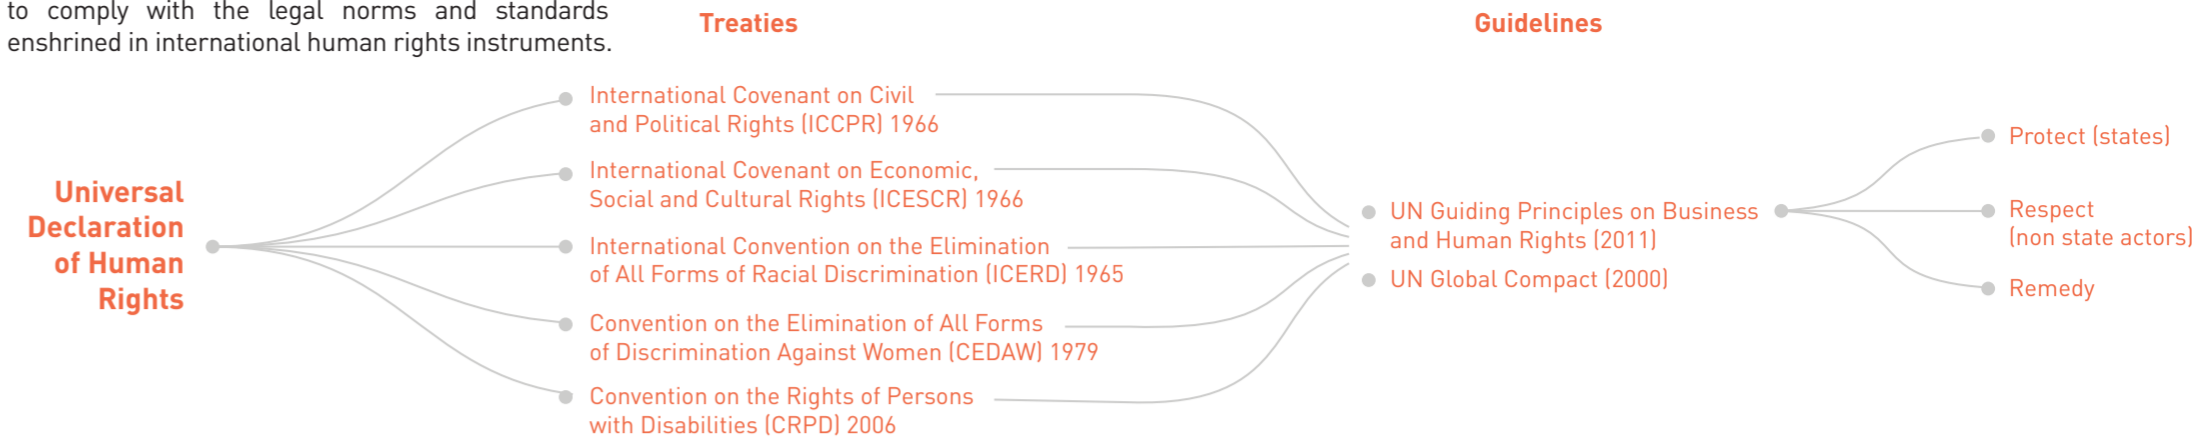 to comply with the legal norms and standards
enshrined in international human rights instruments.
Treaties
Guidelines
Universal
Declaration
of Human
Rights
International Covenant on Civil
and Political Rights (ICCPR) 1966
International Covenant on Economic,
Social and Cultural Rights (ICESCR) 1966
International Convention on the Elimination
of All Forms of Racial Discrimination (ICERD) 1965
Convention on the Elimination of All Forms
of Discrimination Against Women (CEDAW) 1979
Convention on the Rights of Persons
with Disabilities (CRPD) 2006
UN Guiding Principles on Business
and Human Rights (2011)
UN Global Compact (2000)
Protect (states)
Respect
(non state actors)
Remedy